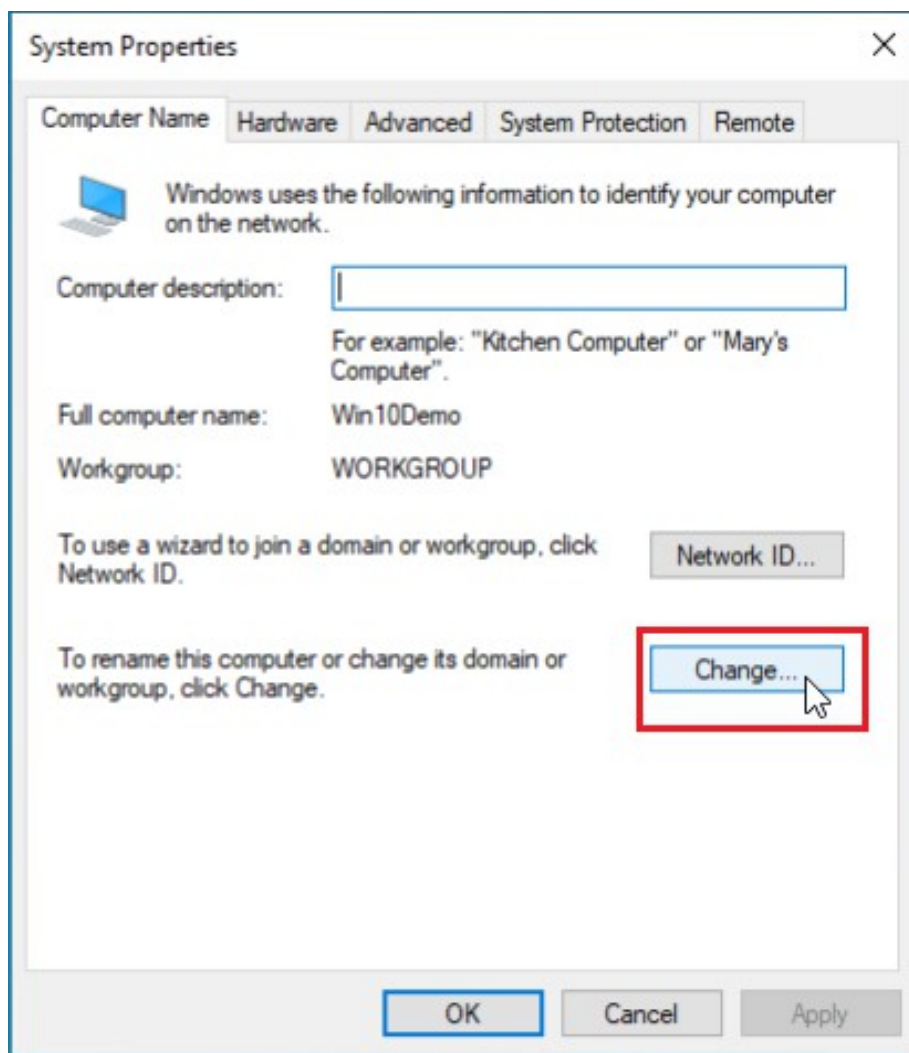 System Properties
Computer Name Hardware Advanced System Protection Remote
Windows uses the following information to identify your computer
on the network.
Computer description:
For example: "Kitchen Computer" or "Mary's
Computer".
Full computer name: Win10Demo
Workgroup: WORKGROUP
To use a wizard to join a domain or workgroup, click
Network ID.
Network ID...
To rename this computer or change its domain or
workgroup, click Change.
Change...
OK Cancel Apply